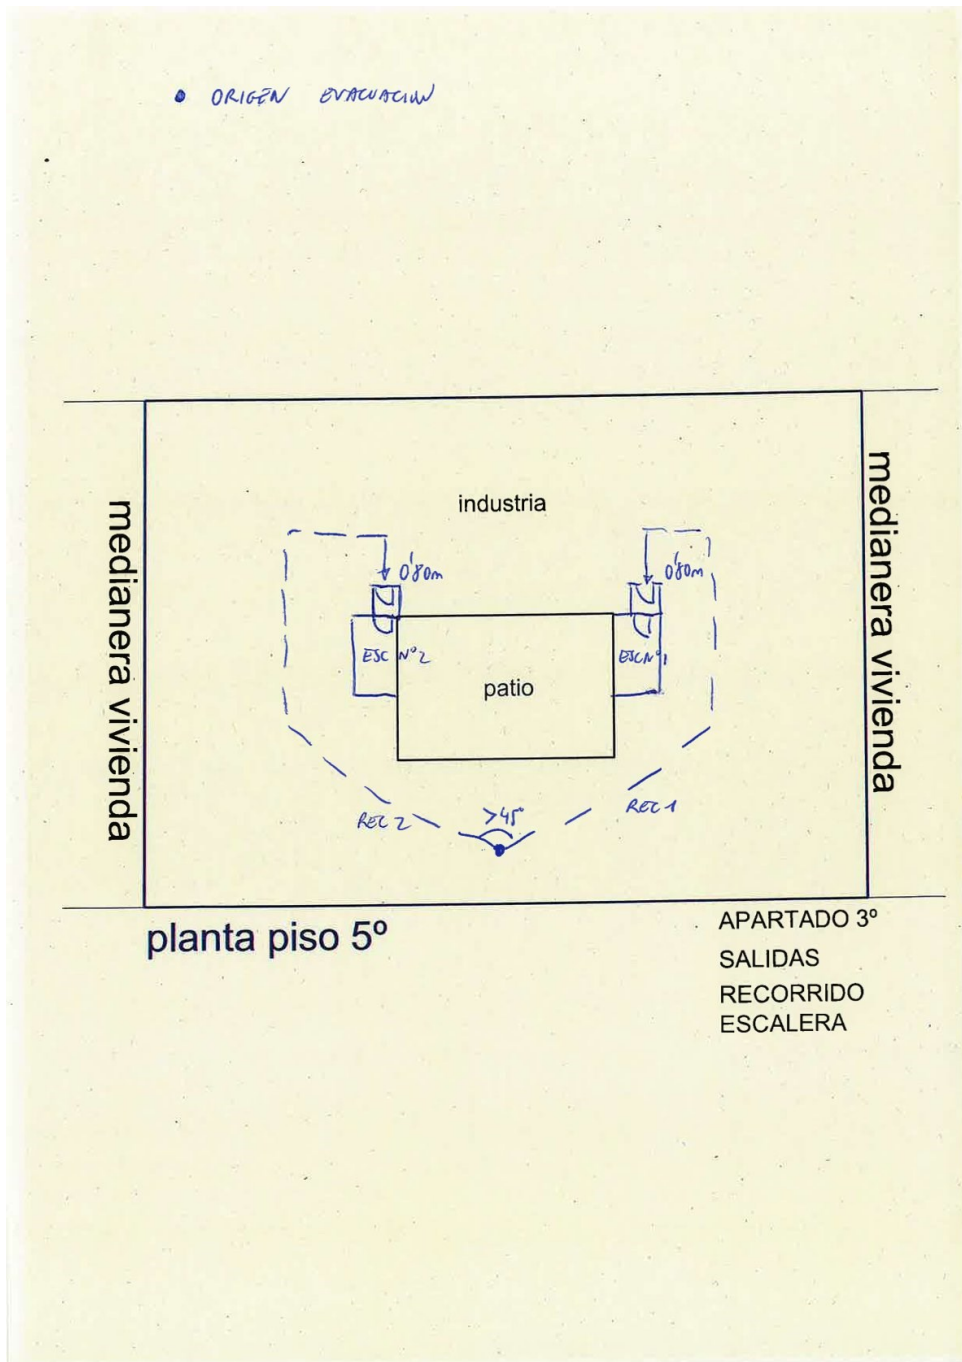 • ORIGEN EVACUACION
industria
0'80m
0'80m
ESC Nº2
ESC Nº1
patio
medianera vivienda
medianera vivienda
REC 2
>45º
REC 1
planta piso 5º
APARTADO 3º
SALIDAS
RECORRIDO
ESCALERA